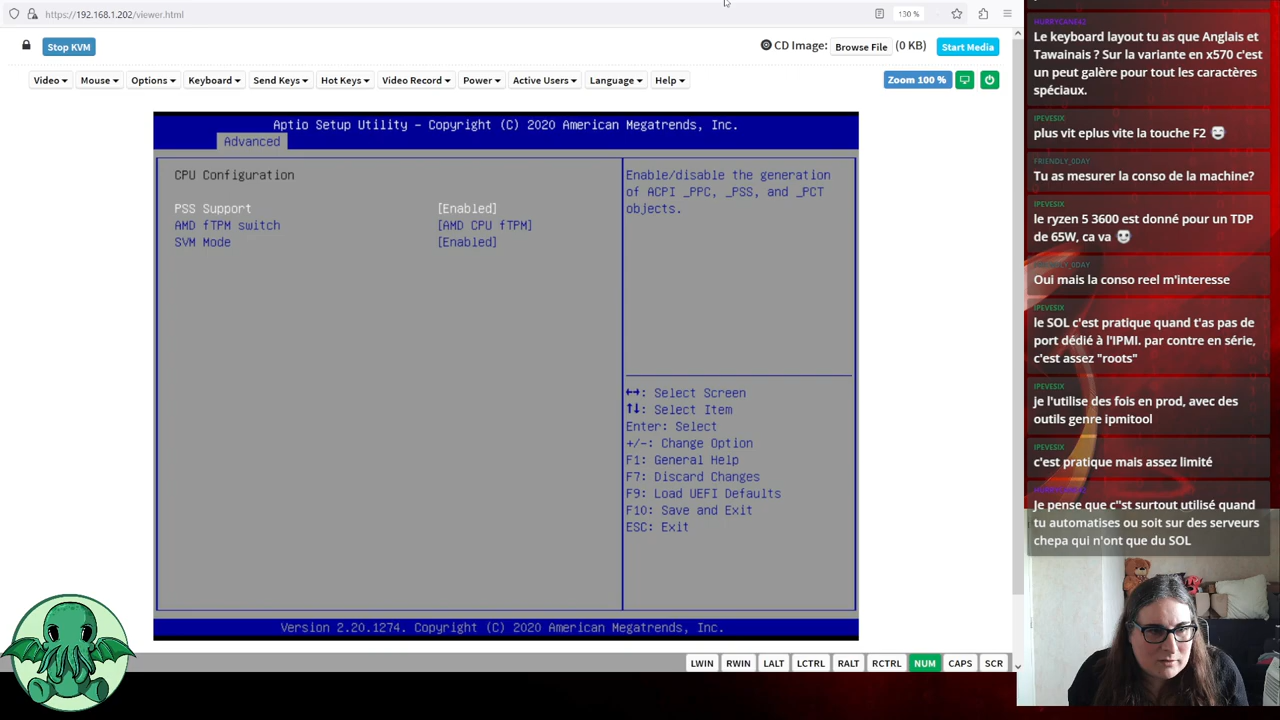 https://192.168.1.202/viewer.html
130 %
Stop KVM
CD Image: Browse File (0 KB) Start Media
Video Mouse Options Keyboard Send Keys Hot Keys Video Record Power Active Users Language Help
Zoom 100 %
Aptio Setup Utility – Copyright (C) 2020 American Megatrends, Inc.
Advanced
CPU Configuration
PSS Support [Enabled]
AMD fTPM switch [AMD CPU fTPM]
SVM Mode [Enabled]
Enable/disable the generation
of ACPI _PPC, _PSS, and _PCT
objects.
↔: Select Screen
↑↓: Select Item
Enter: Select
+/–: Change Option
F1: General Help
F7: Discard Changes
F9: Load UEFI Defaults
F10: Save and Exit
ESC: Exit
Version 2.20.1274. Copyright (C) 2020 American Megatrends, Inc.
LWIN RWIN LALT LCTRL RALT RCTRL NUM CAPS SCR
HURRYCANE42
Le keyboard layout tu as que Anglais et
Tawainais ? Sur la variante en x570 c'est
un peut galère pour tout les caractères
spéciaux.
IPEVESIX
plus vit eplus vite la touche F2
FRIENDLY_0DAY
Tu as mesurer la conso de la machine?
IPEVESIX
le ryzen 5 3600 est donné pour un TDP
de 65W, ca va
FRIENDLY_0DAY
Oui mais la conso reel m'interesse
IPEVESIX
le SOL c'est pratique quand t'as pas de
port dédié à l'IPMI. par contre en série,
c'est assez "roots"
IPEVESIX
je l'utilise des fois en prod, avec des
outils genre ipmitool
IPEVESIX
c'est pratique mais assez limité
HURRYCANE42
Je pense que c"st surtout utilisé quand
tu automatises ou soit sur des serveurs
chepa qui n'ont que du SOL